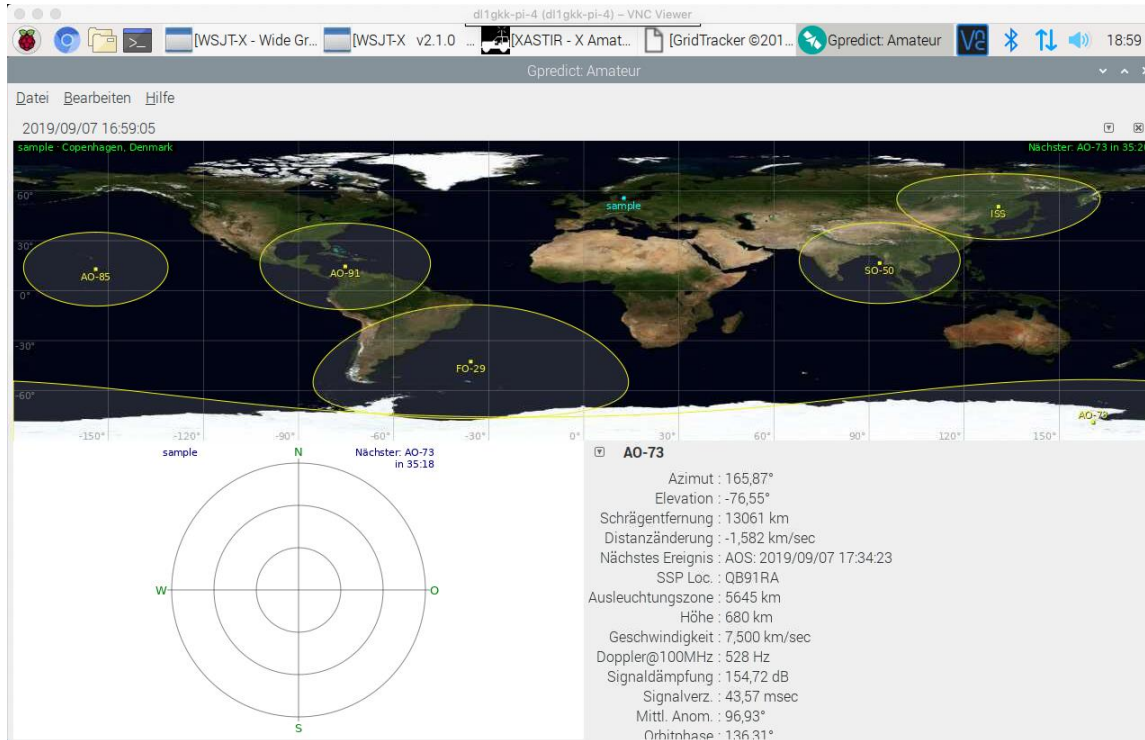 dl1gkk-pi-4 (dl1gkk-pi-4) – VNC Viewer
[WSJT-X - Wide Gr... [WSJT-X v2.1.0 ... [XASTIR - X Amat... [GridTracker ©201... Gpredict: Amateur 18:59
Gpredict: Amateur
Datei Bearbeiten Hilfe
2019/09/07 16:59:05
sample · Copenhagen, Denmark Nächster: AO-73 in 35:20
60°
sample
ISS
30°
AO-85 AO-91 SO-50
0°
-30°
FO-29
-60°
-150° -120° -90° -60° -30° 0° 30° 60° 90° 120° 150°
sample N Nächster: AO-73
in 35:18
W O
S
AO-73
Azimut : 165,87°
Elevation : -76,55°
Schrägentfernung : 13061 km
Distanzänderung : -1,582 km/sec
Nächstes Ereignis : AOS: 2019/09/07 17:34:23
SSP Loc. : QB91RA
Ausleuchtungszone : 5645 km
Höhe : 680 km
Geschwindigkeit : 7,500 km/sec
Doppler@100MHz : 528 Hz
Signaldämpfung : 154,72 dB
Signalverz. : 43,57 msec
Mittl. Anom. : 96,93°
Orbitphase : 136,31°